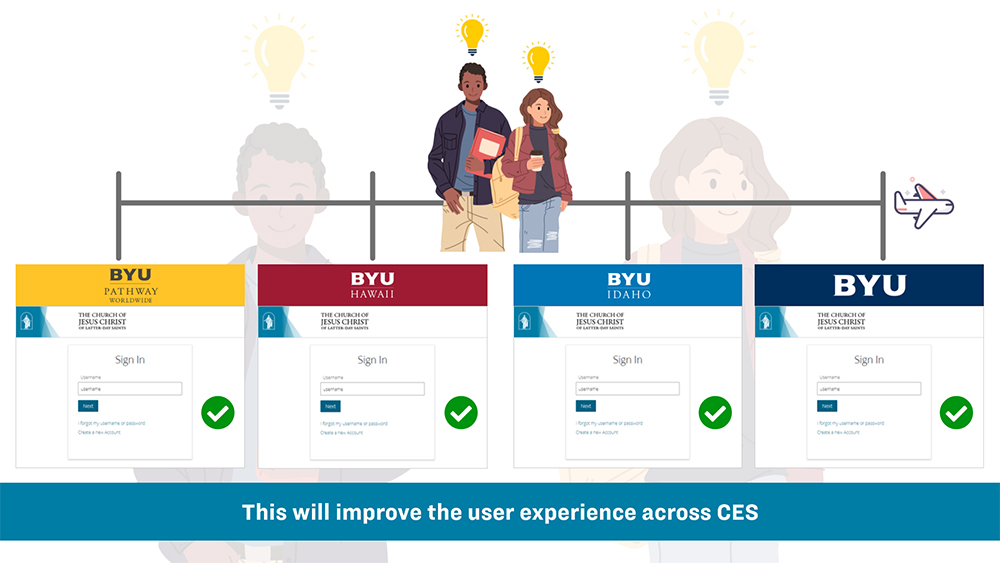 BYU
PATHWAY
WORLDWIDE
THE CHURCH OF
JESUS CHRIST
OF LATTER-DAY SAINTS
Sign In
Username
Username
Next
I forgot my username or password
Create a new Account
BYU
HAWAII
THE CHURCH OF
JESUS CHRIST
OF LATTER-DAY SAINTS
Sign In
Username
Username
Next
I forgot my username or password
Create a new Account
BYU
IDAHO
THE CHURCH OF
JESUS CHRIST
OF LATTER-DAY SAINTS
Sign In
Username
Username
Next
I forgot my username or password
Create a new Account
BYU
THE CHURCH OF
JESUS CHRIST
OF LATTER-DAY SAINTS
Sign In
Username
Username
Next
I forgot my username or password
Create a new Account
This will improve the user experience across CES